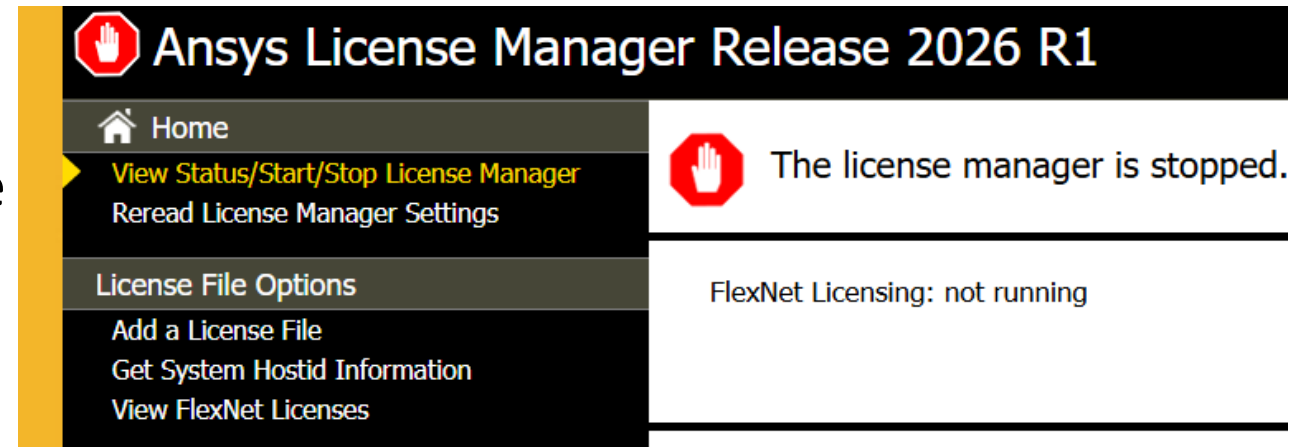 Ansys License Manager Release 2026 R1
Home
View Status/Start/Stop License Manager
Reread License Manager Settings
License File Options
Add a License File
Get System Hostid Information
View FlexNet Licenses
The license manager is stopped.
FlexNet Licensing: not running